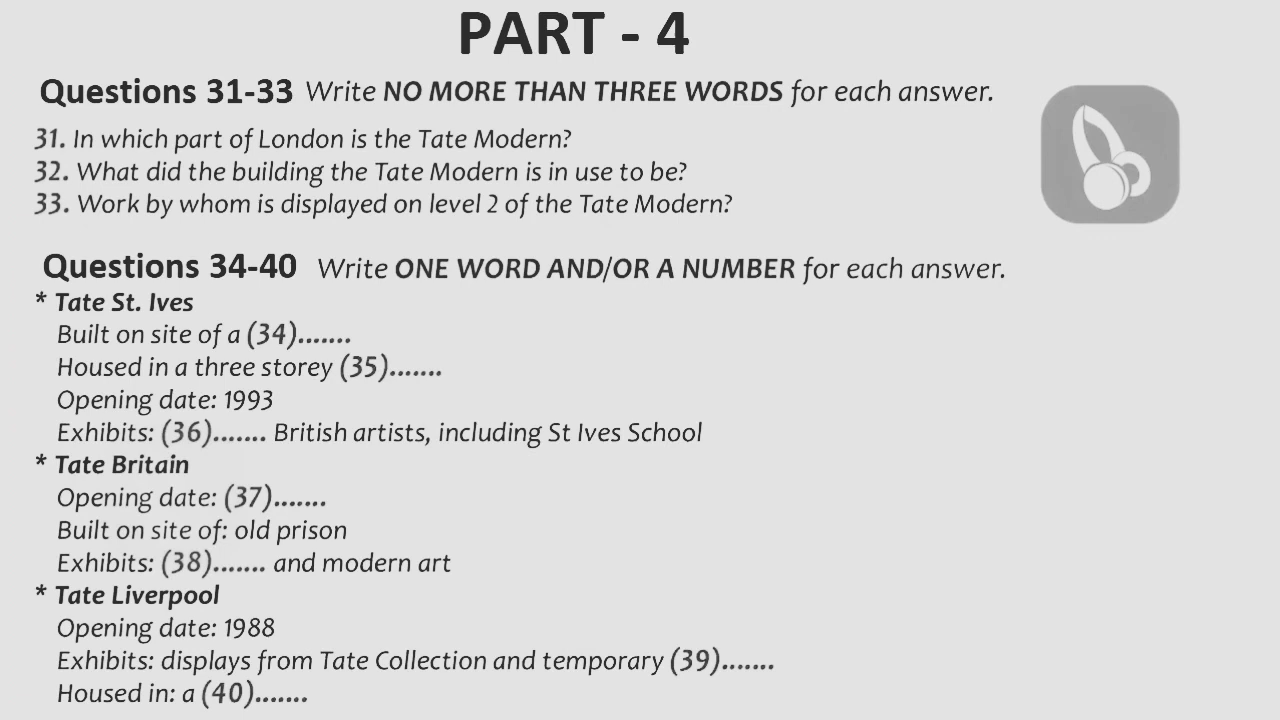 PART - 4
Questions 31-33 Write NO MORE THAN THREE WORDS for each answer.
31. In which part of London is the Tate Modern?
32. What did the building the Tate Modern is in use to be?
33. Work by whom is displayed on level 2 of the Tate Modern?
Questions 34-40 Write ONE WORD AND/OR A NUMBER for each answer.
* Tate St. Ives
Built on site of a (34).......
Housed in a three storey (35).......
Opening date: 1993
Exhibits: (36)....... British artists, including St Ives School
* Tate Britain
Opening date: (37).......
Built on site of: old prison
Exhibits: (38)....... and modern art
* Tate Liverpool
Opening date: 1988
Exhibits: displays from Tate Collection and temporary (39).......
Housed in: a (40).......